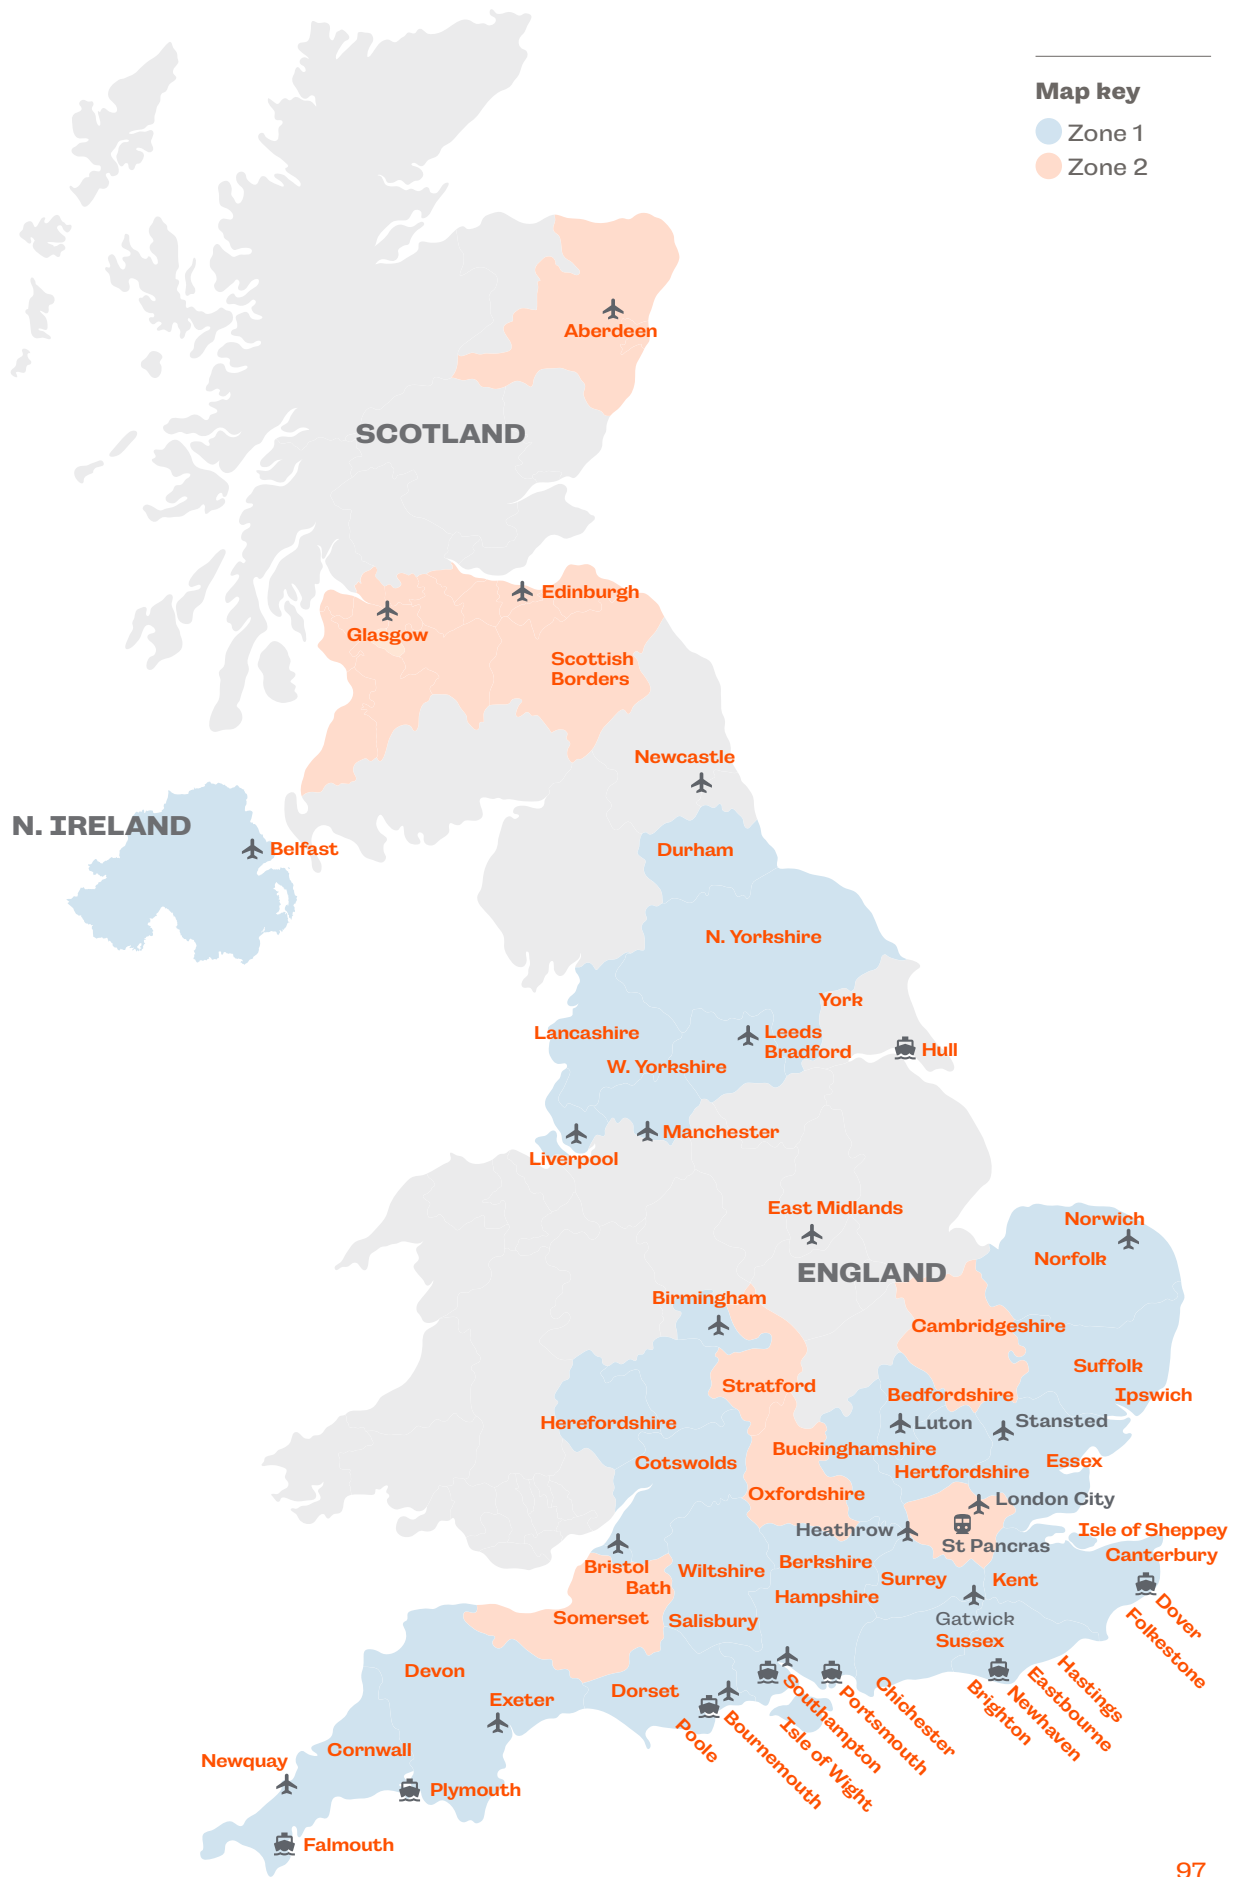 Map key
Zone 1
Zone 2
Aberdeen
SCOTLAND
Edinburgh
Glasgow
Scottish
Borders
Newcastle
N. IRELAND
Belfast
Durham
N. Yorkshire
York
Lancashire
Leeds
Bradford
Hull
W. Yorkshire
Manchester
Liverpool
East Midlands
Norwich
Norfolk
ENGLAND
Birmingham
Cambridgeshire
Suffolk
Stratford
Bedfordshire
Ipswich
Herefordshire
Luton
Stansted
Buckinghamshire
Cotswolds
Essex
Hertfordshire
Oxfordshire
London City
Heathrow
Isle of Sheppey
St Pancras
Canterbury
Bristol
Berkshire
Wiltshire
Surrey
Kent
Bath
Hampshire
Dover
Folkestone
Somerset
Salisbury
Gatwick
Sussex
Devon
Dorset
Exeter
Hastings
Eastbourne
Newhaven
Brighton
Chichester
Portsmouth
Southampton
Isle of Wight
Bournemouth
Poole
Cornwall
Newquay
Plymouth
Falmouth
97